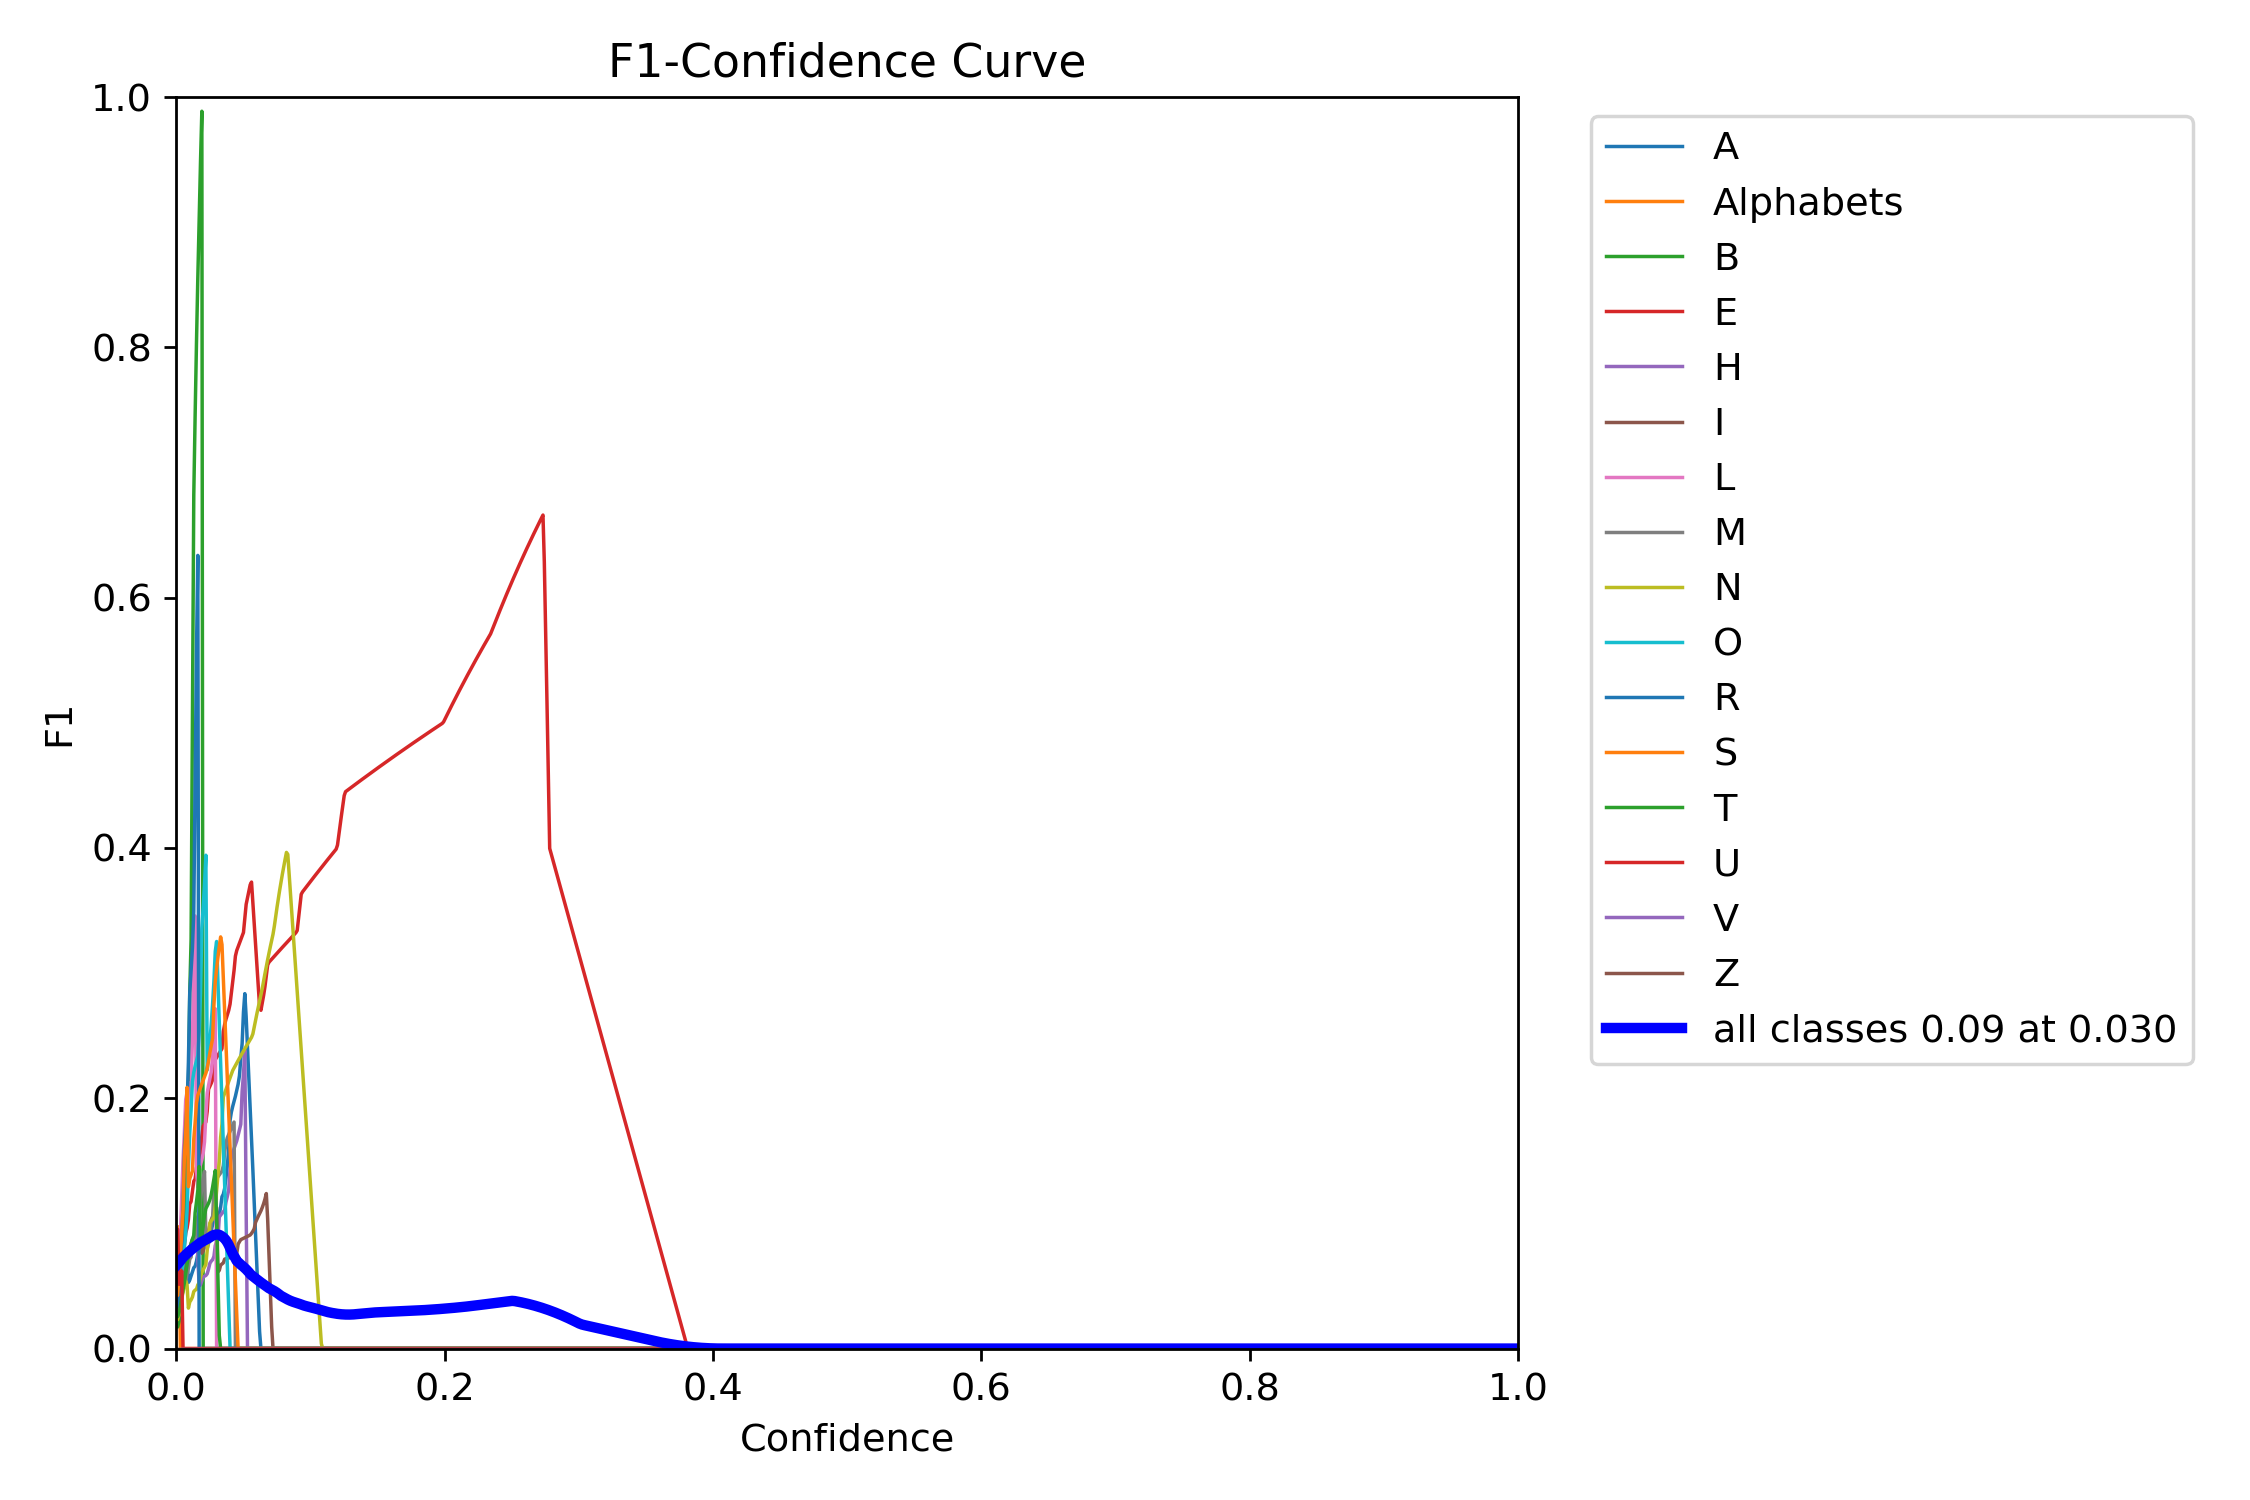 F1-Confidence Curve
1.0
0.8
0.6
0.4
0.2
0.0
F1
0.0 0.2 0.4 0.6 0.8 1.0
Confidence
A
Alphabets
B
E
H
I
L
M
N
O
R
S
T
U
V
Z
all classes 0.09 at 0.030